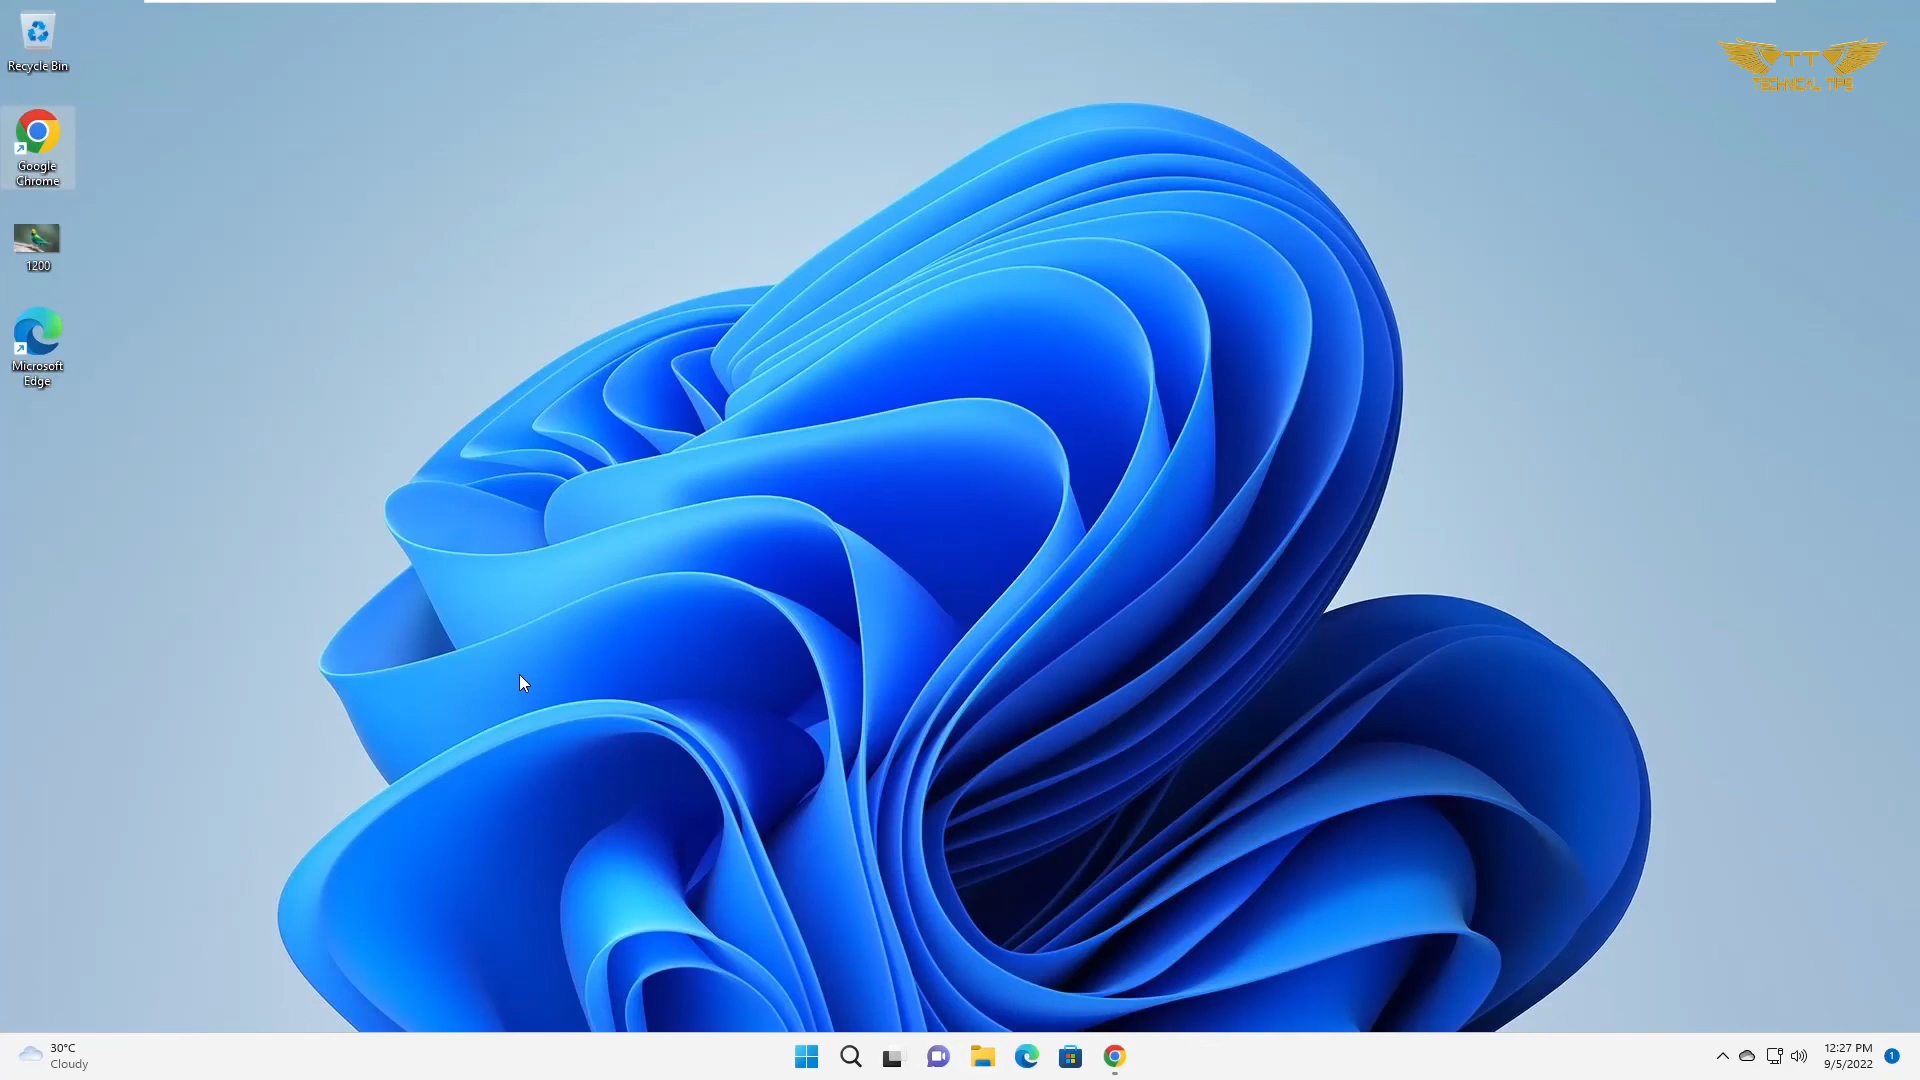 Recycle Bin
TT
TECHNICAL TIPS
Google
Chrome
1200
Microsoft
Edge
30°C
Cloudy
12:27 PM
9/5/2022
1